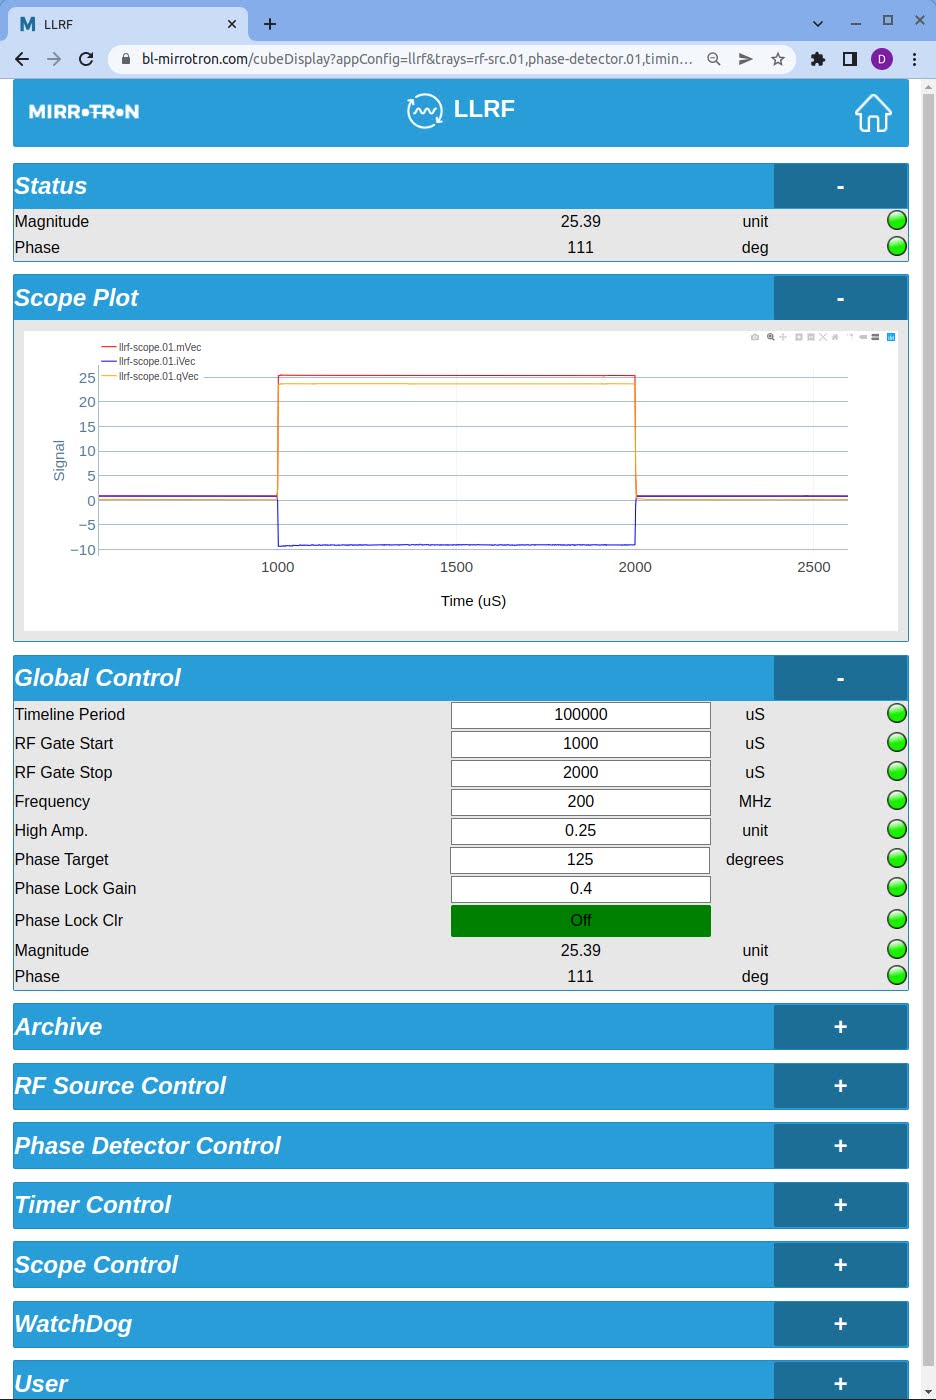 LLRF
bl-mirrotron.com/cubeDisplay?appConfig=llrf&trays=rf-src.01,phase-detector.01,timin...
D
MIRROTRON
LLRF
Status -
Magnitude 25.39 unit
Phase 111 deg
Scope Plot -
llrf-scope.01.mVec
llrf-scope.01.iVec
llrf-scope.01.qVec
25
20
15
10
5
0
−5
−10
Signal
1000 1500 2000 2500
Time (uS)
Global Control -
Timeline Period 100000 uS
RF Gate Start 1000 uS
RF Gate Stop 2000 uS
Frequency 200 MHz
High Amp. 0.25 unit
Phase Target 125 degrees
Phase Lock Gain 0.4
Phase Lock Clr Off
Magnitude 25.39 unit
Phase 111 deg
Archive +
RF Source Control +
Phase Detector Control +
Timer Control +
Scope Control +
WatchDog +
User +